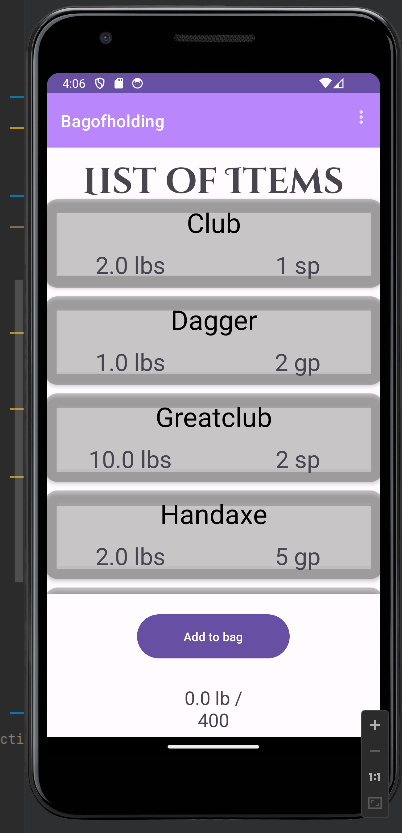 4:06
Bagofholding
List of Items
Club
2.0 lbs 1 sp
Dagger
1.0 lbs 2 gp
Greatclub
10.0 lbs 2 sp
Handaxe
2.0 lbs 5 gp
Add to bag
0.0 lb /
400
cti
1:1